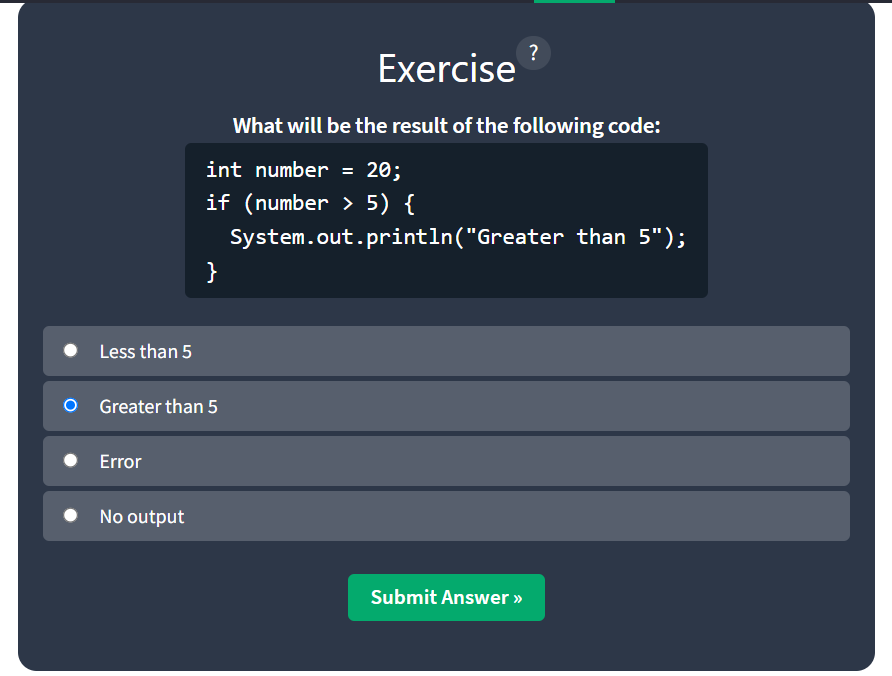 Exercise ?
What will be the result of the following code:
int number = 20;
if (number > 5) {
  System.out.println("Greater than 5");
}
Less than 5
Greater than 5
Error
No output
Submit Answer »